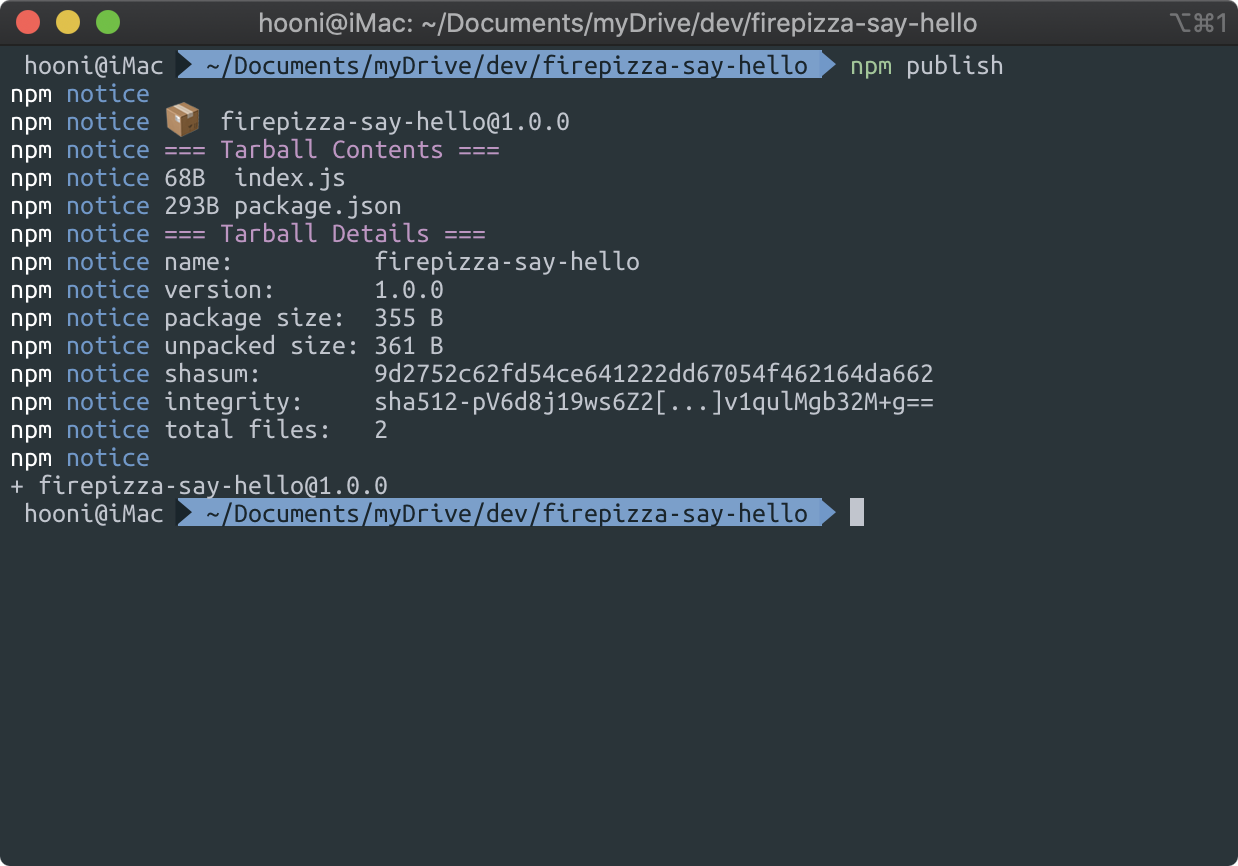 hooni@iMac: ~/Documents/myDrive/dev/firepizza-say-hello ⌥⌘1
hooni@iMac ~/Documents/myDrive/dev/firepizza-say-hello npm publish
npm notice
npm notice 📦 firepizza-say-hello@1.0.0
npm notice === Tarball Contents ===
npm notice 68B  index.js
npm notice 293B package.json
npm notice === Tarball Details ===
npm notice name:          firepizza-say-hello
npm notice version:       1.0.0
npm notice package size:  355 B
npm notice unpacked size: 361 B
npm notice shasum:        9d2752c62fd54ce641222dd67054f462164da662
npm notice integrity:     sha512-pV6d8j19ws6Z2[...]v1qulMgb32M+g==
npm notice total files:   2
npm notice
+ firepizza-say-hello@1.0.0
hooni@iMac ~/Documents/myDrive/dev/firepizza-say-hello